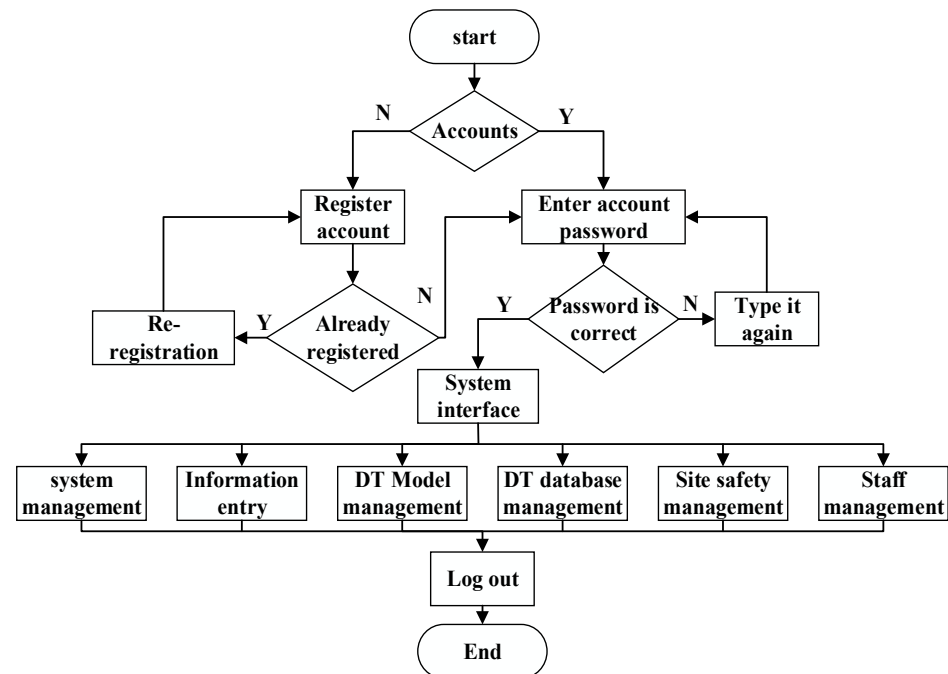 start
N
Accounts
Y
Register
account
Enter account
password
Re-
registration
Y
Already
registered
N
Y
Password is
correct
N
Type it
again
System
interface
system
management
Information
entry
DT Model
management
DT database
management
Site safety
management
Staff
management
Log out
End